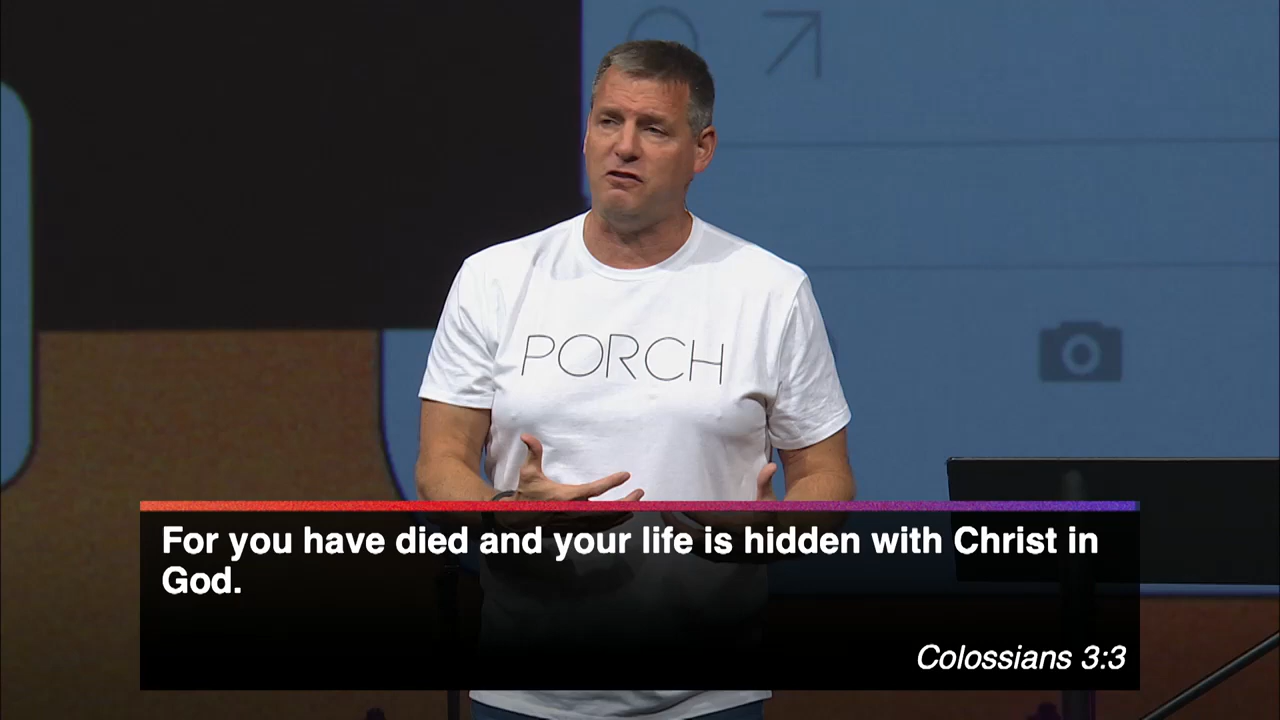 PORCH
For you have died and your life is hidden with Christ in
God.
Colossians 3:3